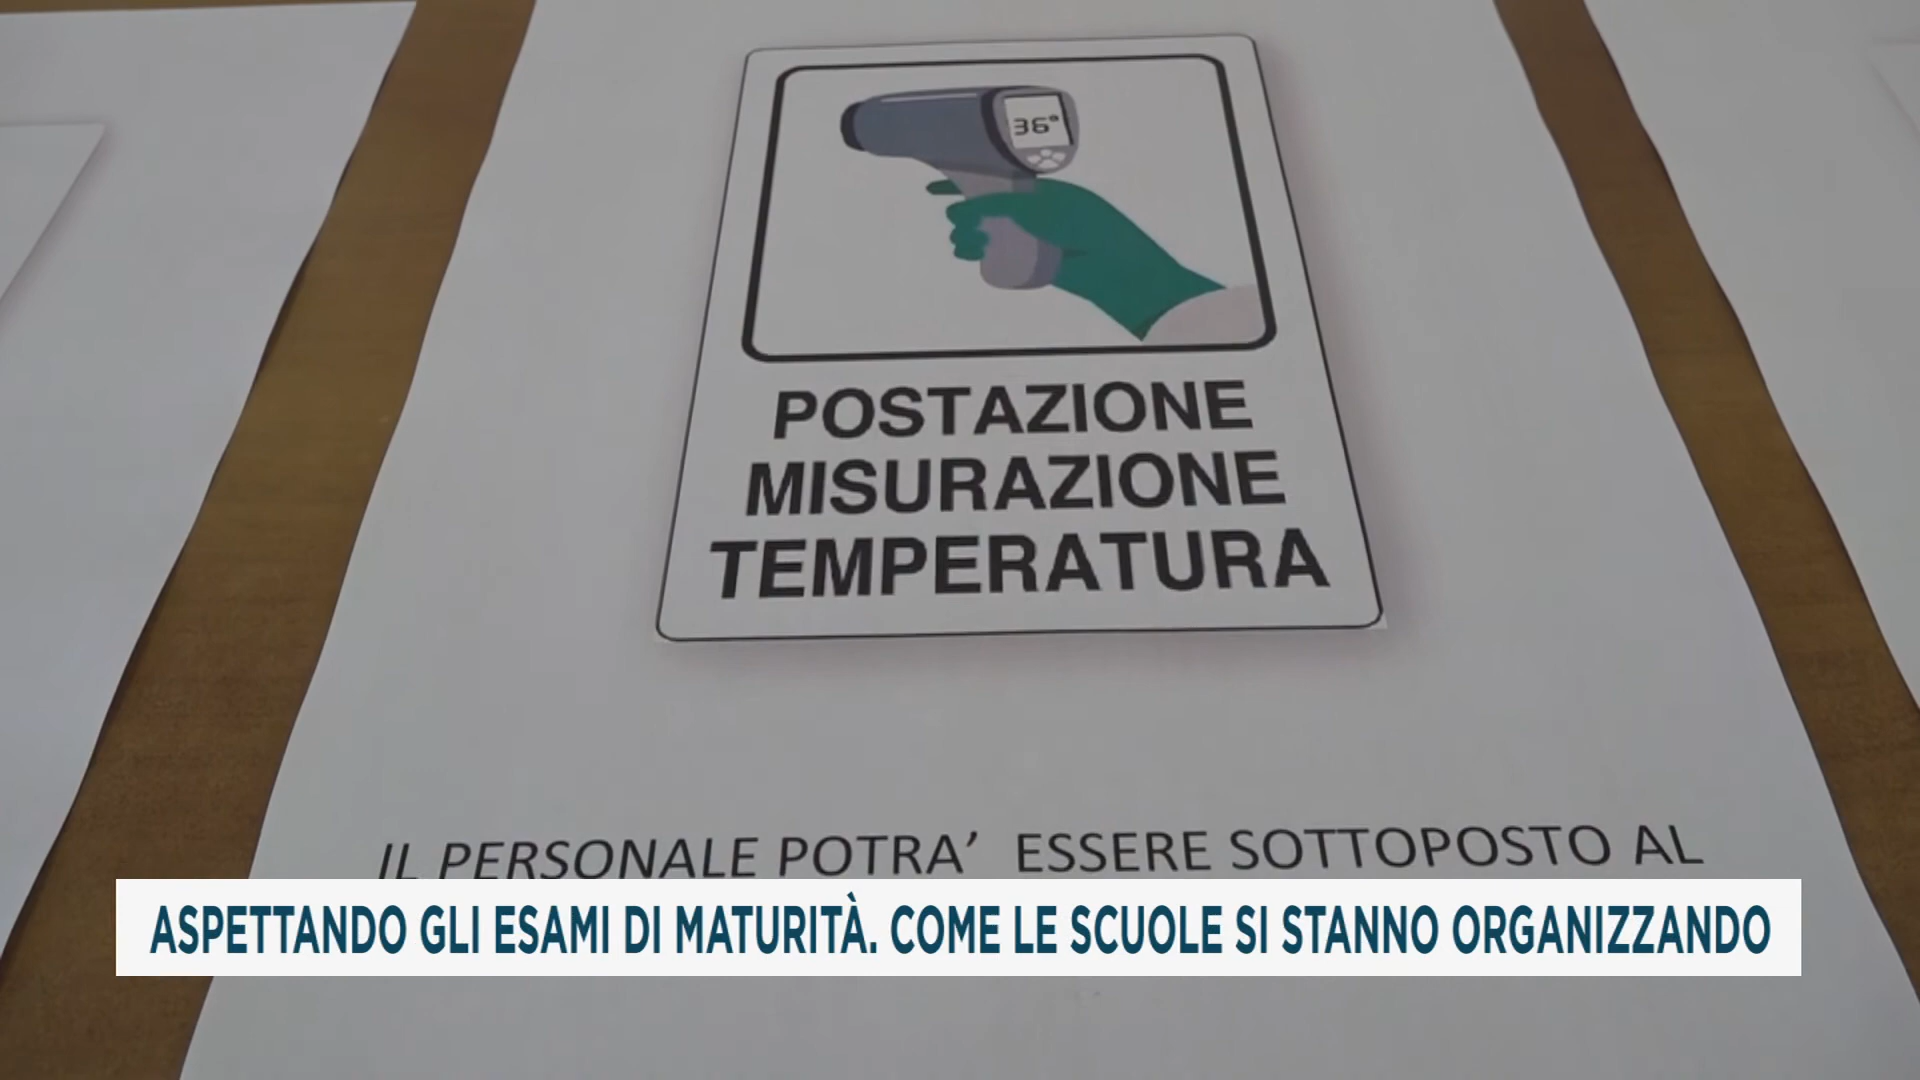 36°
POSTAZIONE
MISURAZIONE
TEMPERATURA
IL PERSONALE POTRA’ ESSERE SOTTOPOSTO AL
ASPETTANDO GLI ESAMI DI MATURITÀ. COME LE SCUOLE SI STANNO ORGANIZZANDO